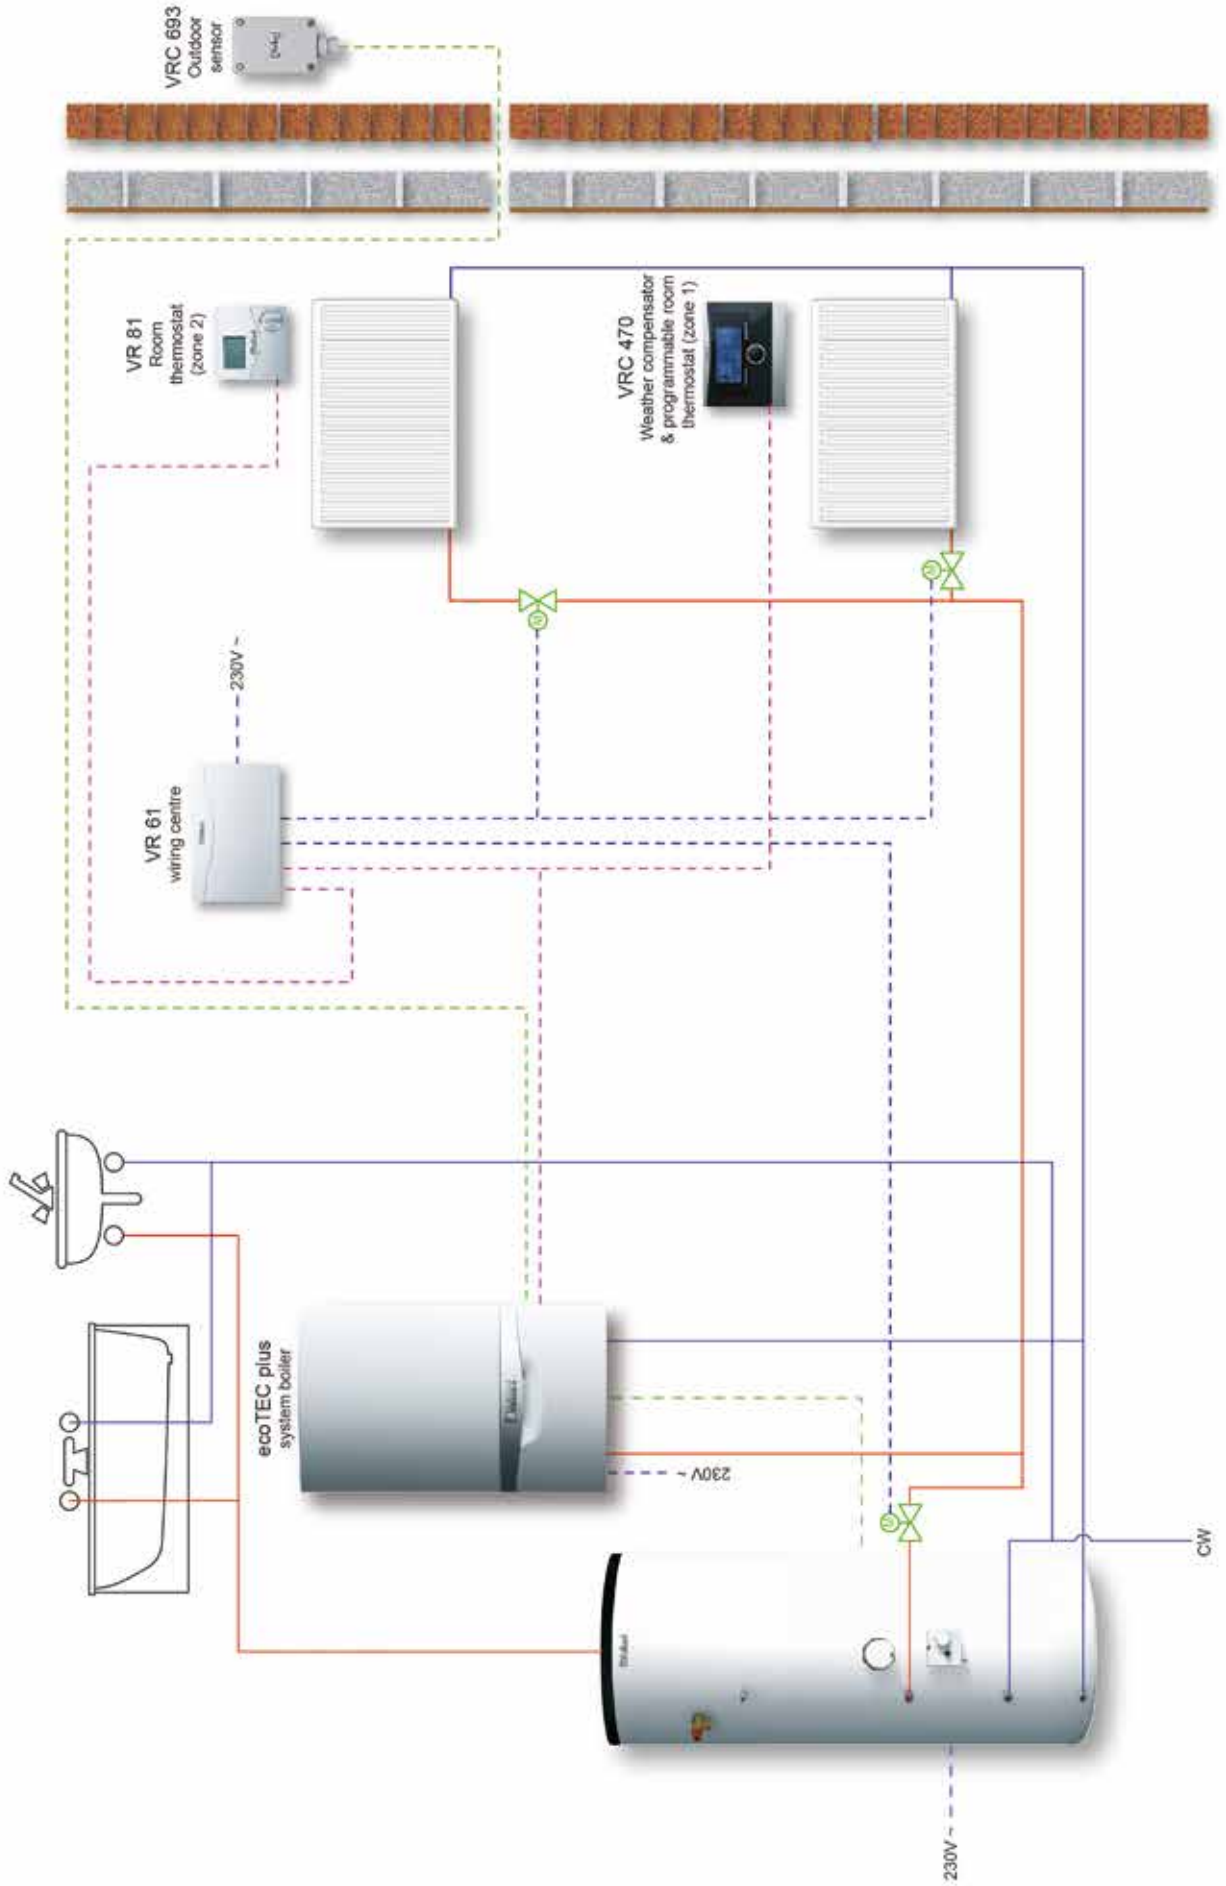 VRC 693
Outdoor
sensor
VR 81
Room
thermostat
(zone 2)
VRC 470
Weather compensator
& programmable room
thermostat (zone 1)
VR 61
wiring centre
230V ~
M
M
ecoTEC plus
system boiler
230V ~
M
CW
230V ~